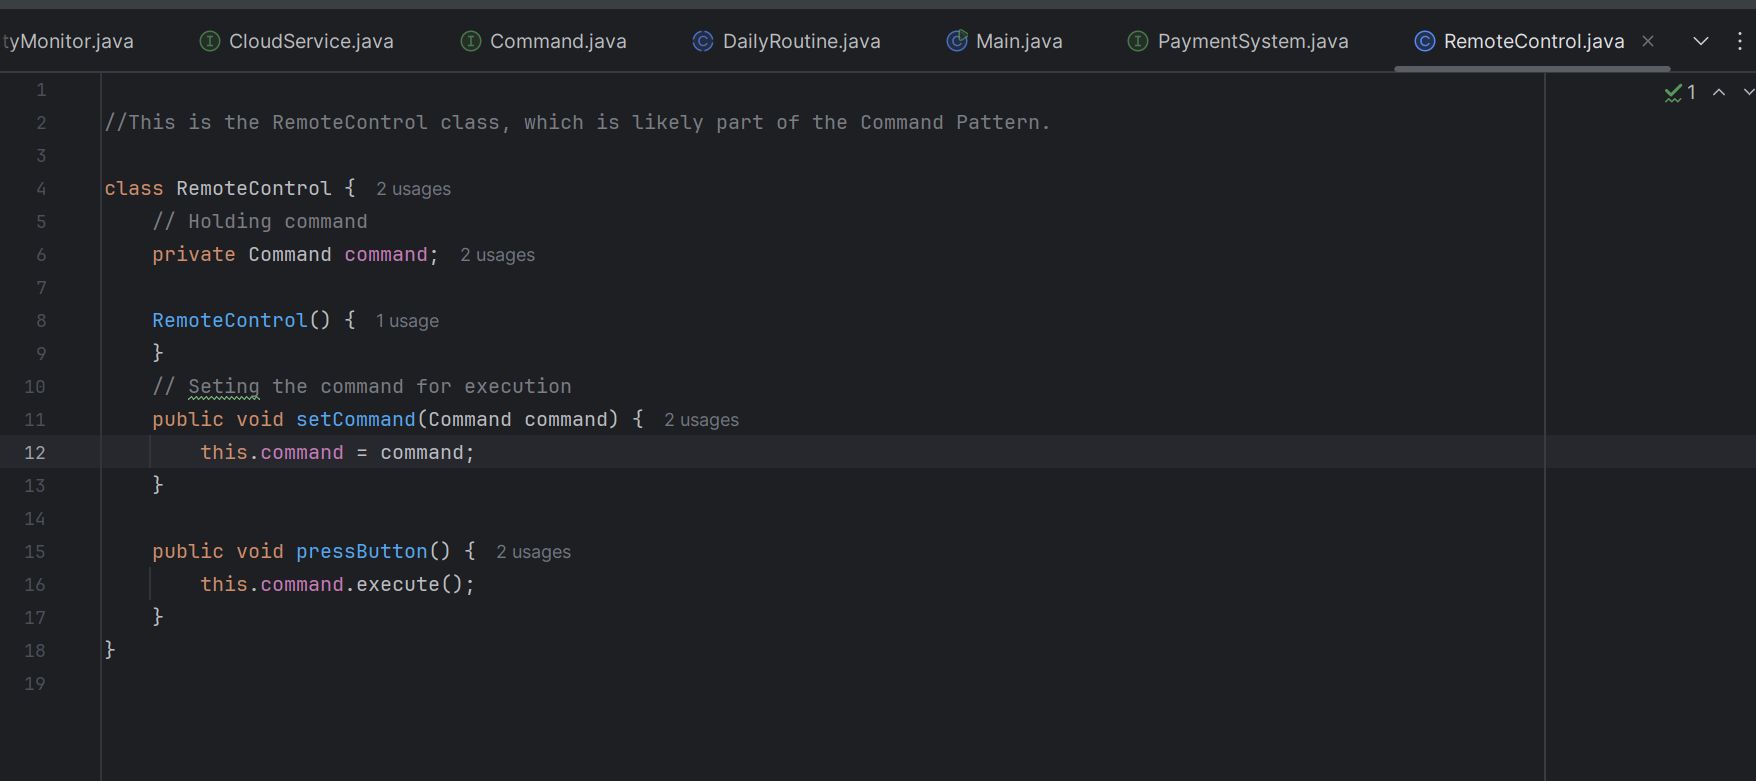 tyMonitor.java CloudService.java Command.java DailyRoutine.java Main.java PaymentSystem.java RemoteControl.java
1
1
2 //This is the RemoteControl class, which is likely part of the Command Pattern.
3
4 class RemoteControl { 2 usages
5 // Holding command
6 private Command command; 2 usages
7
8 RemoteControl() { 1 usage
9 }
10 // Seting the command for execution
11 public void setCommand(Command command) { 2 usages
12 this.command = command;
13 }
14
15 public void pressButton() { 2 usages
16 this.command.execute();
17 }
18 }
19